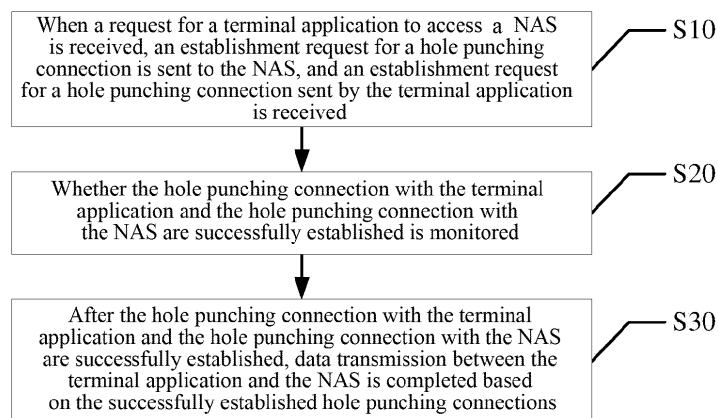 When a request for a terminal application to access a NAS
is received, an establishment request for a hole punching
connection is sent to the NAS, and an establishment request
for a hole punching connection sent by the terminal application
is received
S10
Whether the hole punching connection with the terminal
application and the hole punching connection with
the NAS are successfully established is monitored
S20
After the hole punching connection with the terminal
application and the hole punching connection with the NAS
are successfully established, data transmission between the
terminal application and the NAS is completed based
on the successfully established hole punching connections
S30